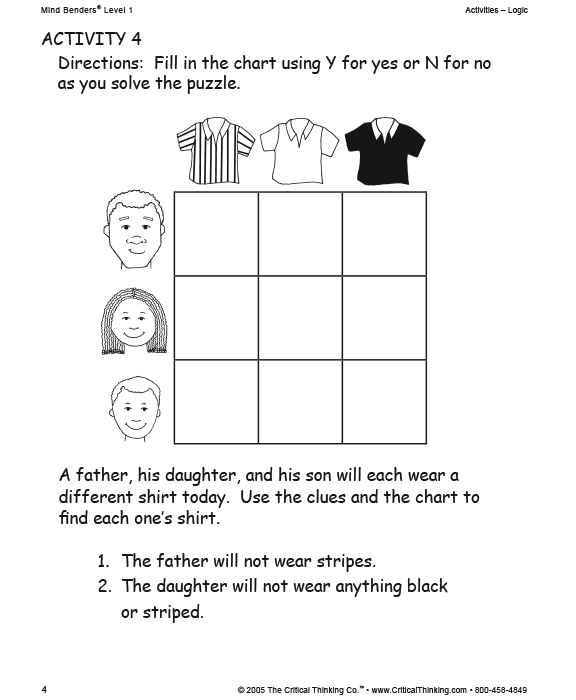 Mind Benders® Level 1
Activities – Logic
ACTIVITY 4
Directions: Fill in the chart using Y for yes or N for no
as you solve the puzzle.
A father, his daughter, and his son will each wear a
different shirt today. Use the clues and the chart to
find each one's shirt.
1. The father will not wear stripes.
2. The daughter will not wear anything black
or striped.
4
© 2005 The Critical Thinking Co.™ • www.CriticalThinking.com • 800-458-4849